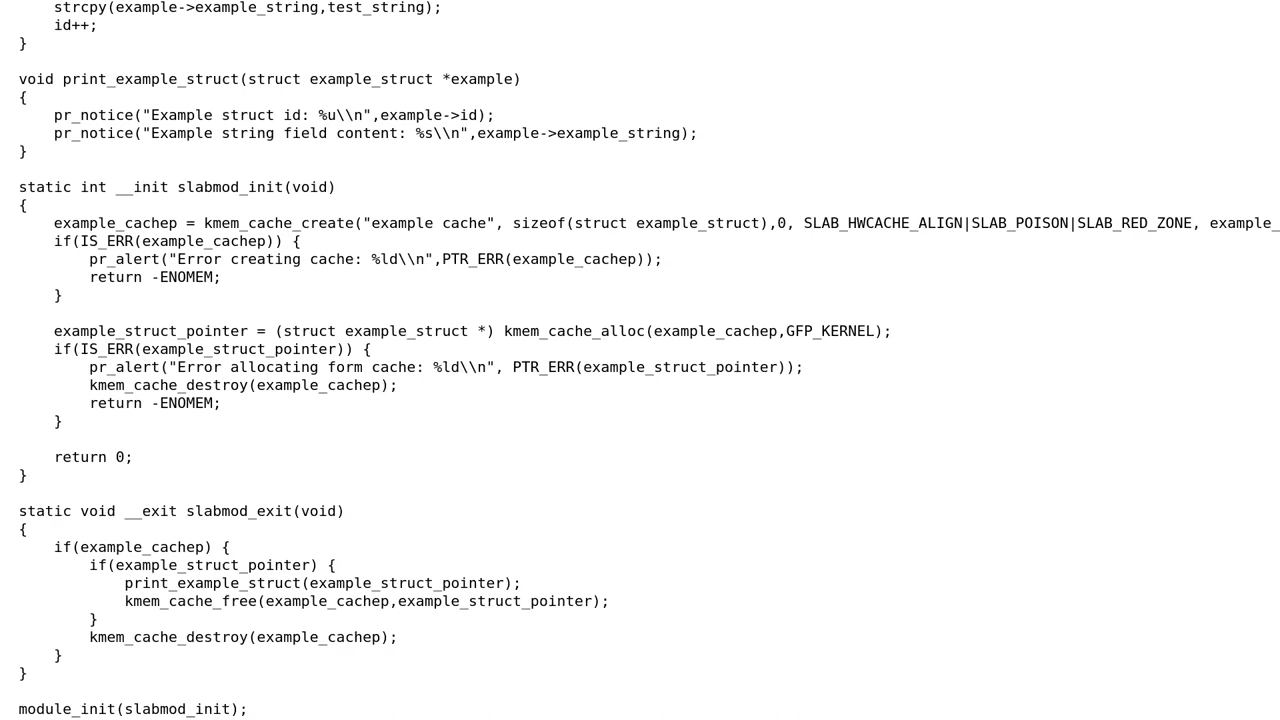 strcpy(example->example_string,test_string);
    id++;
}

void print_example_struct(struct example_struct *example)
{
    pr_notice("Example struct id: %u\\n",example->id);
    pr_notice("Example string field content: %s\\n",example->example_string);
}

static int __init slabmod_init(void)
{
    example_cachep = kmem_cache_create("example cache", sizeof(struct example_struct),0, SLAB_HWCACHE_ALIGN|SLAB_POISON|SLAB_RED_ZONE, example_
    if(IS_ERR(example_cachep)) {
        pr_alert("Error creating cache: %ld\\n",PTR_ERR(example_cachep));
        return -ENOMEM;
    }

    example_struct_pointer = (struct example_struct *) kmem_cache_alloc(example_cachep,GFP_KERNEL);
    if(IS_ERR(example_struct_pointer)) {
        pr_alert("Error allocating form cache: %ld\\n", PTR_ERR(example_struct_pointer));
        kmem_cache_destroy(example_cachep);
        return -ENOMEM;
    }

    return 0;
}

static void __exit slabmod_exit(void)
{
    if(example_cachep) {
        if(example_struct_pointer) {
            print_example_struct(example_struct_pointer);
            kmem_cache_free(example_cachep,example_struct_pointer);
        }
        kmem_cache_destroy(example_cachep);
    }
}

module_init(slabmod_init);